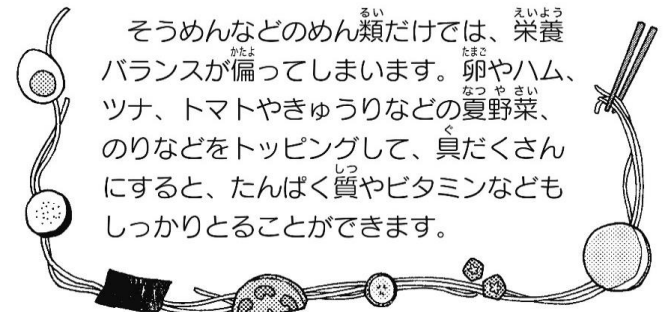 そうめんなどのめん類だけでは、栄養
バランスが偏ってしまいます。卵やハム、
ツナ、トマトやきゅうりなどの夏野菜、
のりなどをトッピングして、具だくさん
にすると、たんぱく質やビタミンなども
しっかりとることができます。